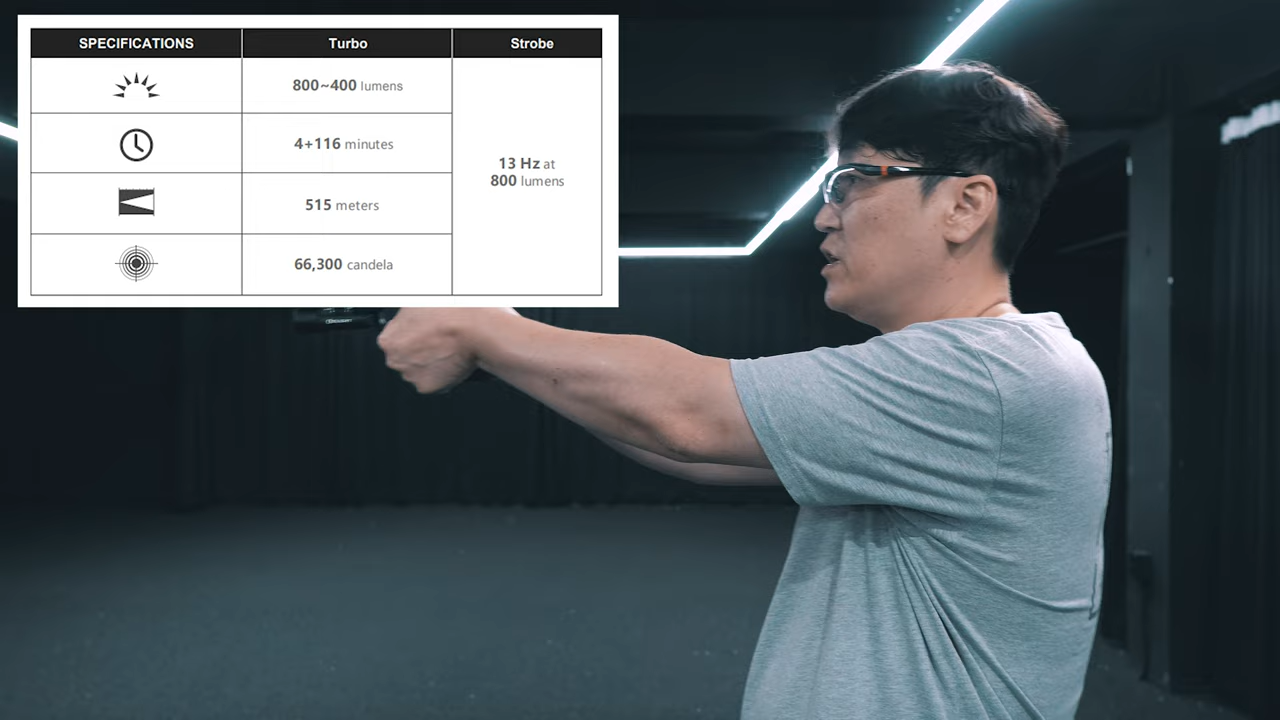 SPECIFICATIONS Turbo Strobe
800~400 lumens
4+116 minutes
13 Hz at
800 lumens
515 meters
66,300 candela